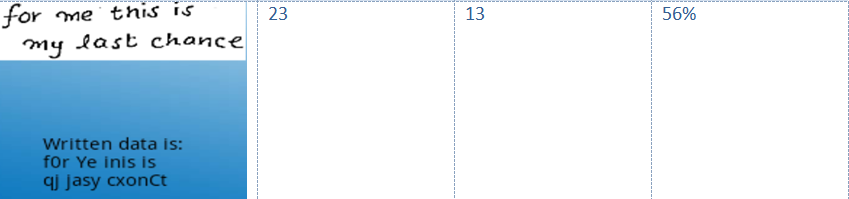 for me this is
my last chance
23
13
56%
Written data is:
f0r Ye inis is
qj jasy cxonCt